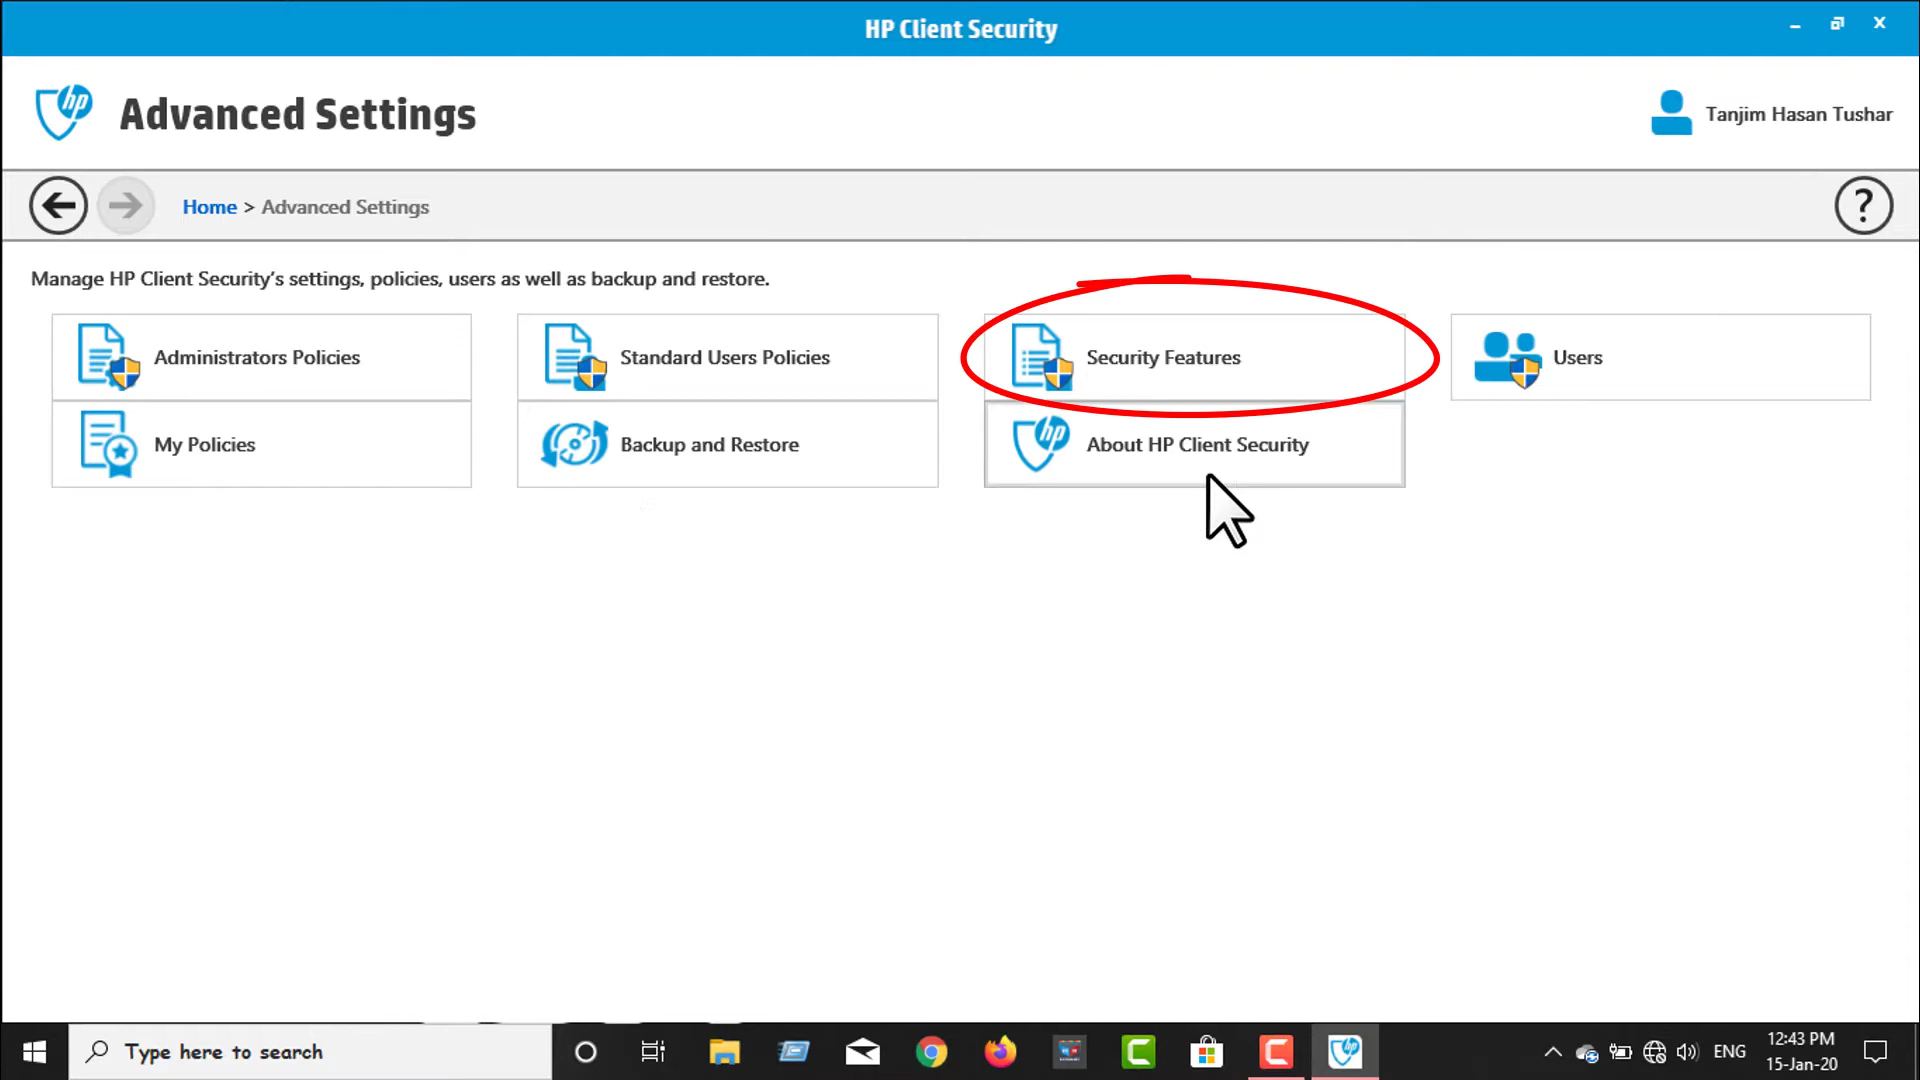 HP Client Security
Advanced Settings
Tanjim Hasan Tushar
Home > Advanced Settings
?
Manage HP Client Security's settings, policies, users as well as backup and restore.
Administrators Policies
Standard Users Policies
Security Features
Users
My Policies
Backup and Restore
About HP Client Security
Type here to search
ENG
12:43 PM
15-Jan-20